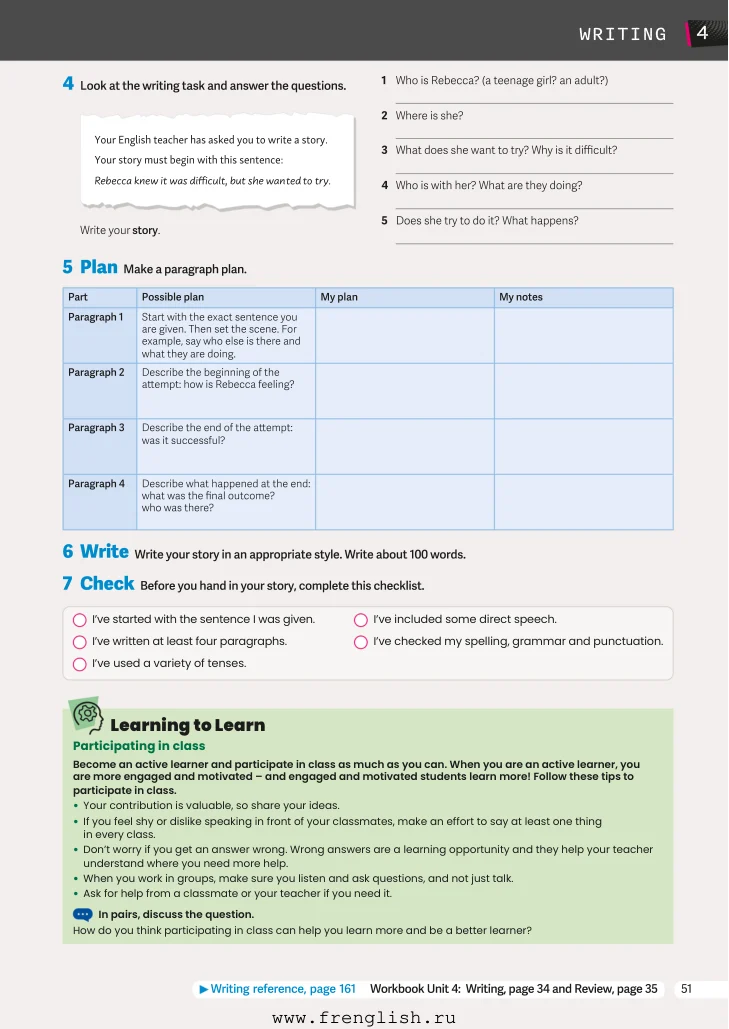 WRITING 4
4 Look at the writing task and answer the questions.
Your English teacher has asked you to write a story.
Your story must begin with this sentence:
Rebecca knew it was difficult, but she wanted to try.
Write your story.
1 Who is Rebecca? (a teenage girl? an adult?)
2 Where is she?
3 What does she want to try? Why is it difficult?
4 Who is with her? What are they doing?
5 Does she try to do it? What happens?
5 Plan Make a paragraph plan.
Part Possible plan My plan My notes
Paragraph 1 Start with the exact sentence you
are given. Then set the scene. For
example, say who else is there and
what they are doing.
Paragraph 2 Describe the beginning of the
attempt: how is Rebecca feeling?
Paragraph 3 Describe the end of the attempt:
was it successful?
Paragraph 4 Describe what happened at the end:
what was the final outcome?
who was there?
6 Write Write your story in an appropriate style. Write about 100 words.
7 Check Before you hand in your story, complete this checklist.
I've started with the sentence I was given.
I've written at least four paragraphs.
I've used a variety of tenses.
I've included some direct speech.
I've checked my spelling, grammar and punctuation.
Learning to Learn
Participating in class
Become an active learner and participate in class as much as you can. When you are an active learner, you
are more engaged and motivated – and engaged and motivated students learn more! Follow these tips to
participate in class.
• Your contribution is valuable, so share your ideas.
• If you feel shy or dislike speaking in front of your classmates, make an effort to say at least one thing
in every class.
• Don't worry if you get an answer wrong. Wrong answers are a learning opportunity and they help your teacher
understand where you need more help.
• When you work in groups, make sure you listen and ask questions, and not just talk.
• Ask for help from a classmate or your teacher if you need it.
In pairs, discuss the question.
How do you think participating in class can help you learn more and be a better learner?
▶ Writing reference, page 161 Workbook Unit 4: Writing, page 34 and Review, page 35 51
www.frenglish.ru